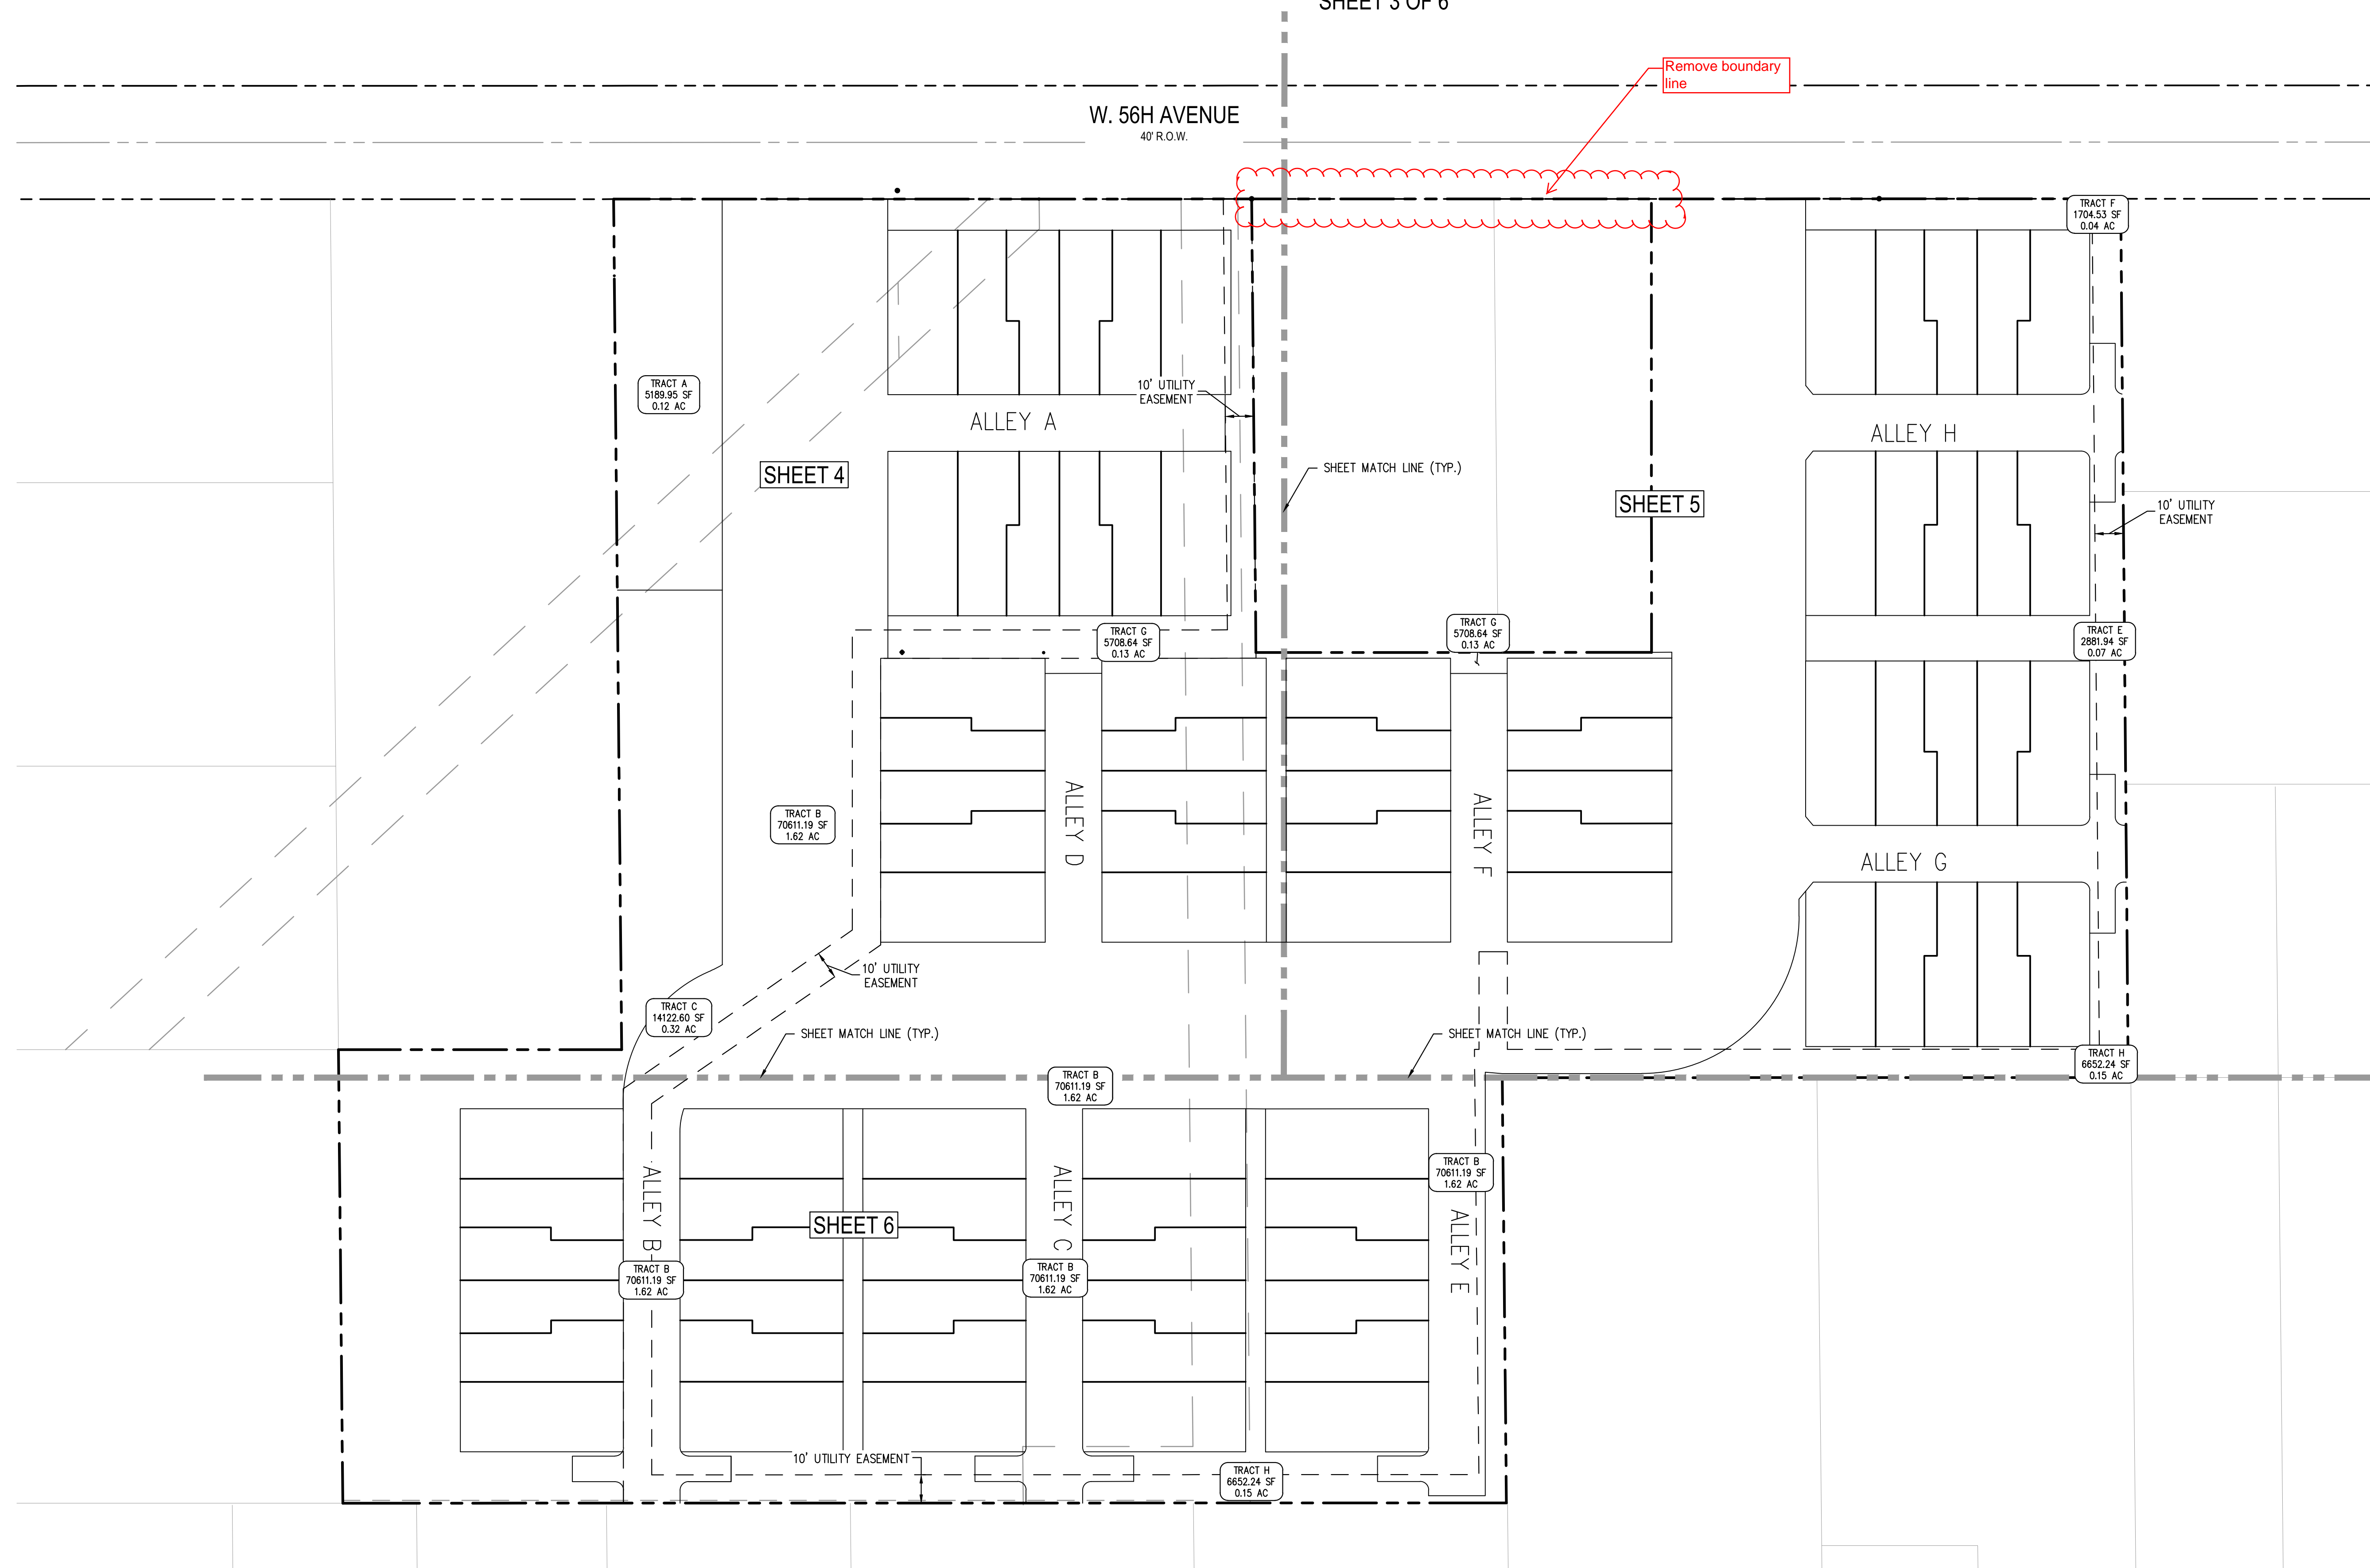 SHEET 3 OF 6
Remove boundary
line
W. 56H AVENUE
40' R.O.W.
TRACT F
1704.53 SF
0.04 AC
TRACT A
5189.95 SF
0.12 AC
10' UTILITY
EASEMENT
ALLEY A
ALLEY H
SHEET 4
SHEET MATCH LINE (TYP.)
SHEET 5
10' UTILITY
EASEMENT
TRACT G
5708.64 SF
0.13 AC
TRACT G
5708.64 SF
0.13 AC
TRACT E
2881.94 SF
0.07 AC
TRACT B
70611.19 SF
1.62 AC
ALLEY D
ALLEY F
ALLEY G
10' UTILITY
EASEMENT
TRACT C
14122.60 SF
0.32 AC
SHEET MATCH LINE (TYP.)
SHEET MATCH LINE (TYP.)
TRACT H
6652.24 SF
0.15 AC
TRACT B
70611.19 SF
1.62 AC
TRACT B
70611.19 SF
1.62 AC
ALLEY B
SHEET 6
ALLEY C
ALLEY E
TRACT B
70611.19 SF
1.62 AC
TRACT B
70611.19 SF
1.62 AC
10' UTILITY EASEMENT
TRACT H
6652.24 SF
0.15 AC